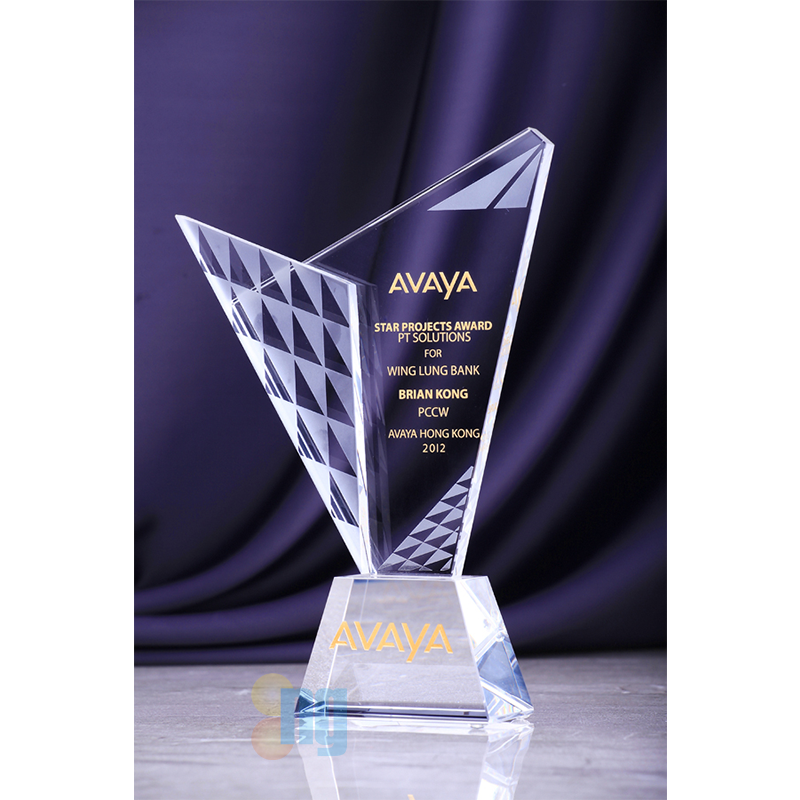 AVAYA
STAR PROJECTS AWARD
PT SOLUTIONS
FOR
WING LUNG BANK
BRIAN KONG
PCCW
AVAYA HONG KONG
2012
AVAYA